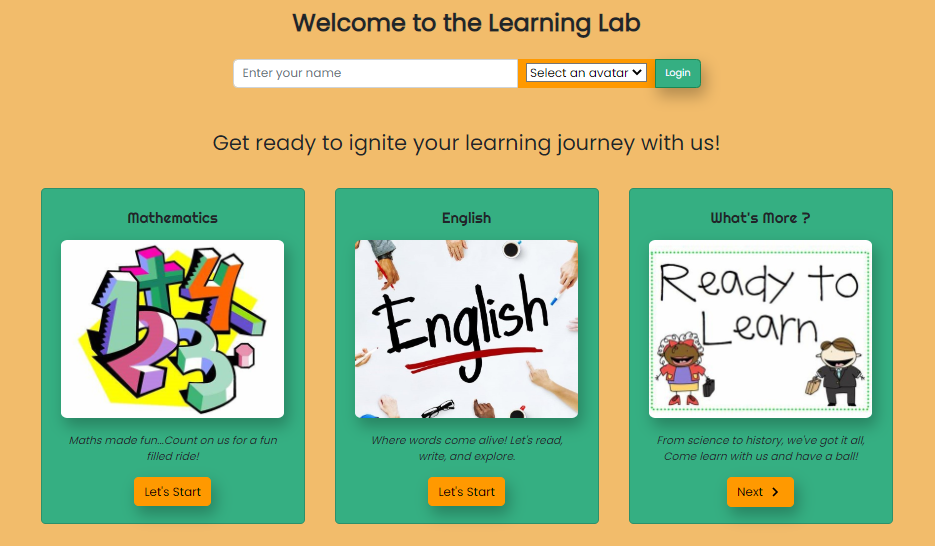 Welcome to the Learning Lab
Enter your name
Select an avatar
Login
Get ready to ignite your learning journey with us!
Mathematics
1 2 3 + 4
Maths made fun...Count on us for a fun
filled ride!
Let's Start
English
English
Where words come alive! Let's read,
write, and explore.
Let's Start
What's More ?
Ready to
Learn
From science to history, we've got it all,
Come learn with us and have a ball!
Next